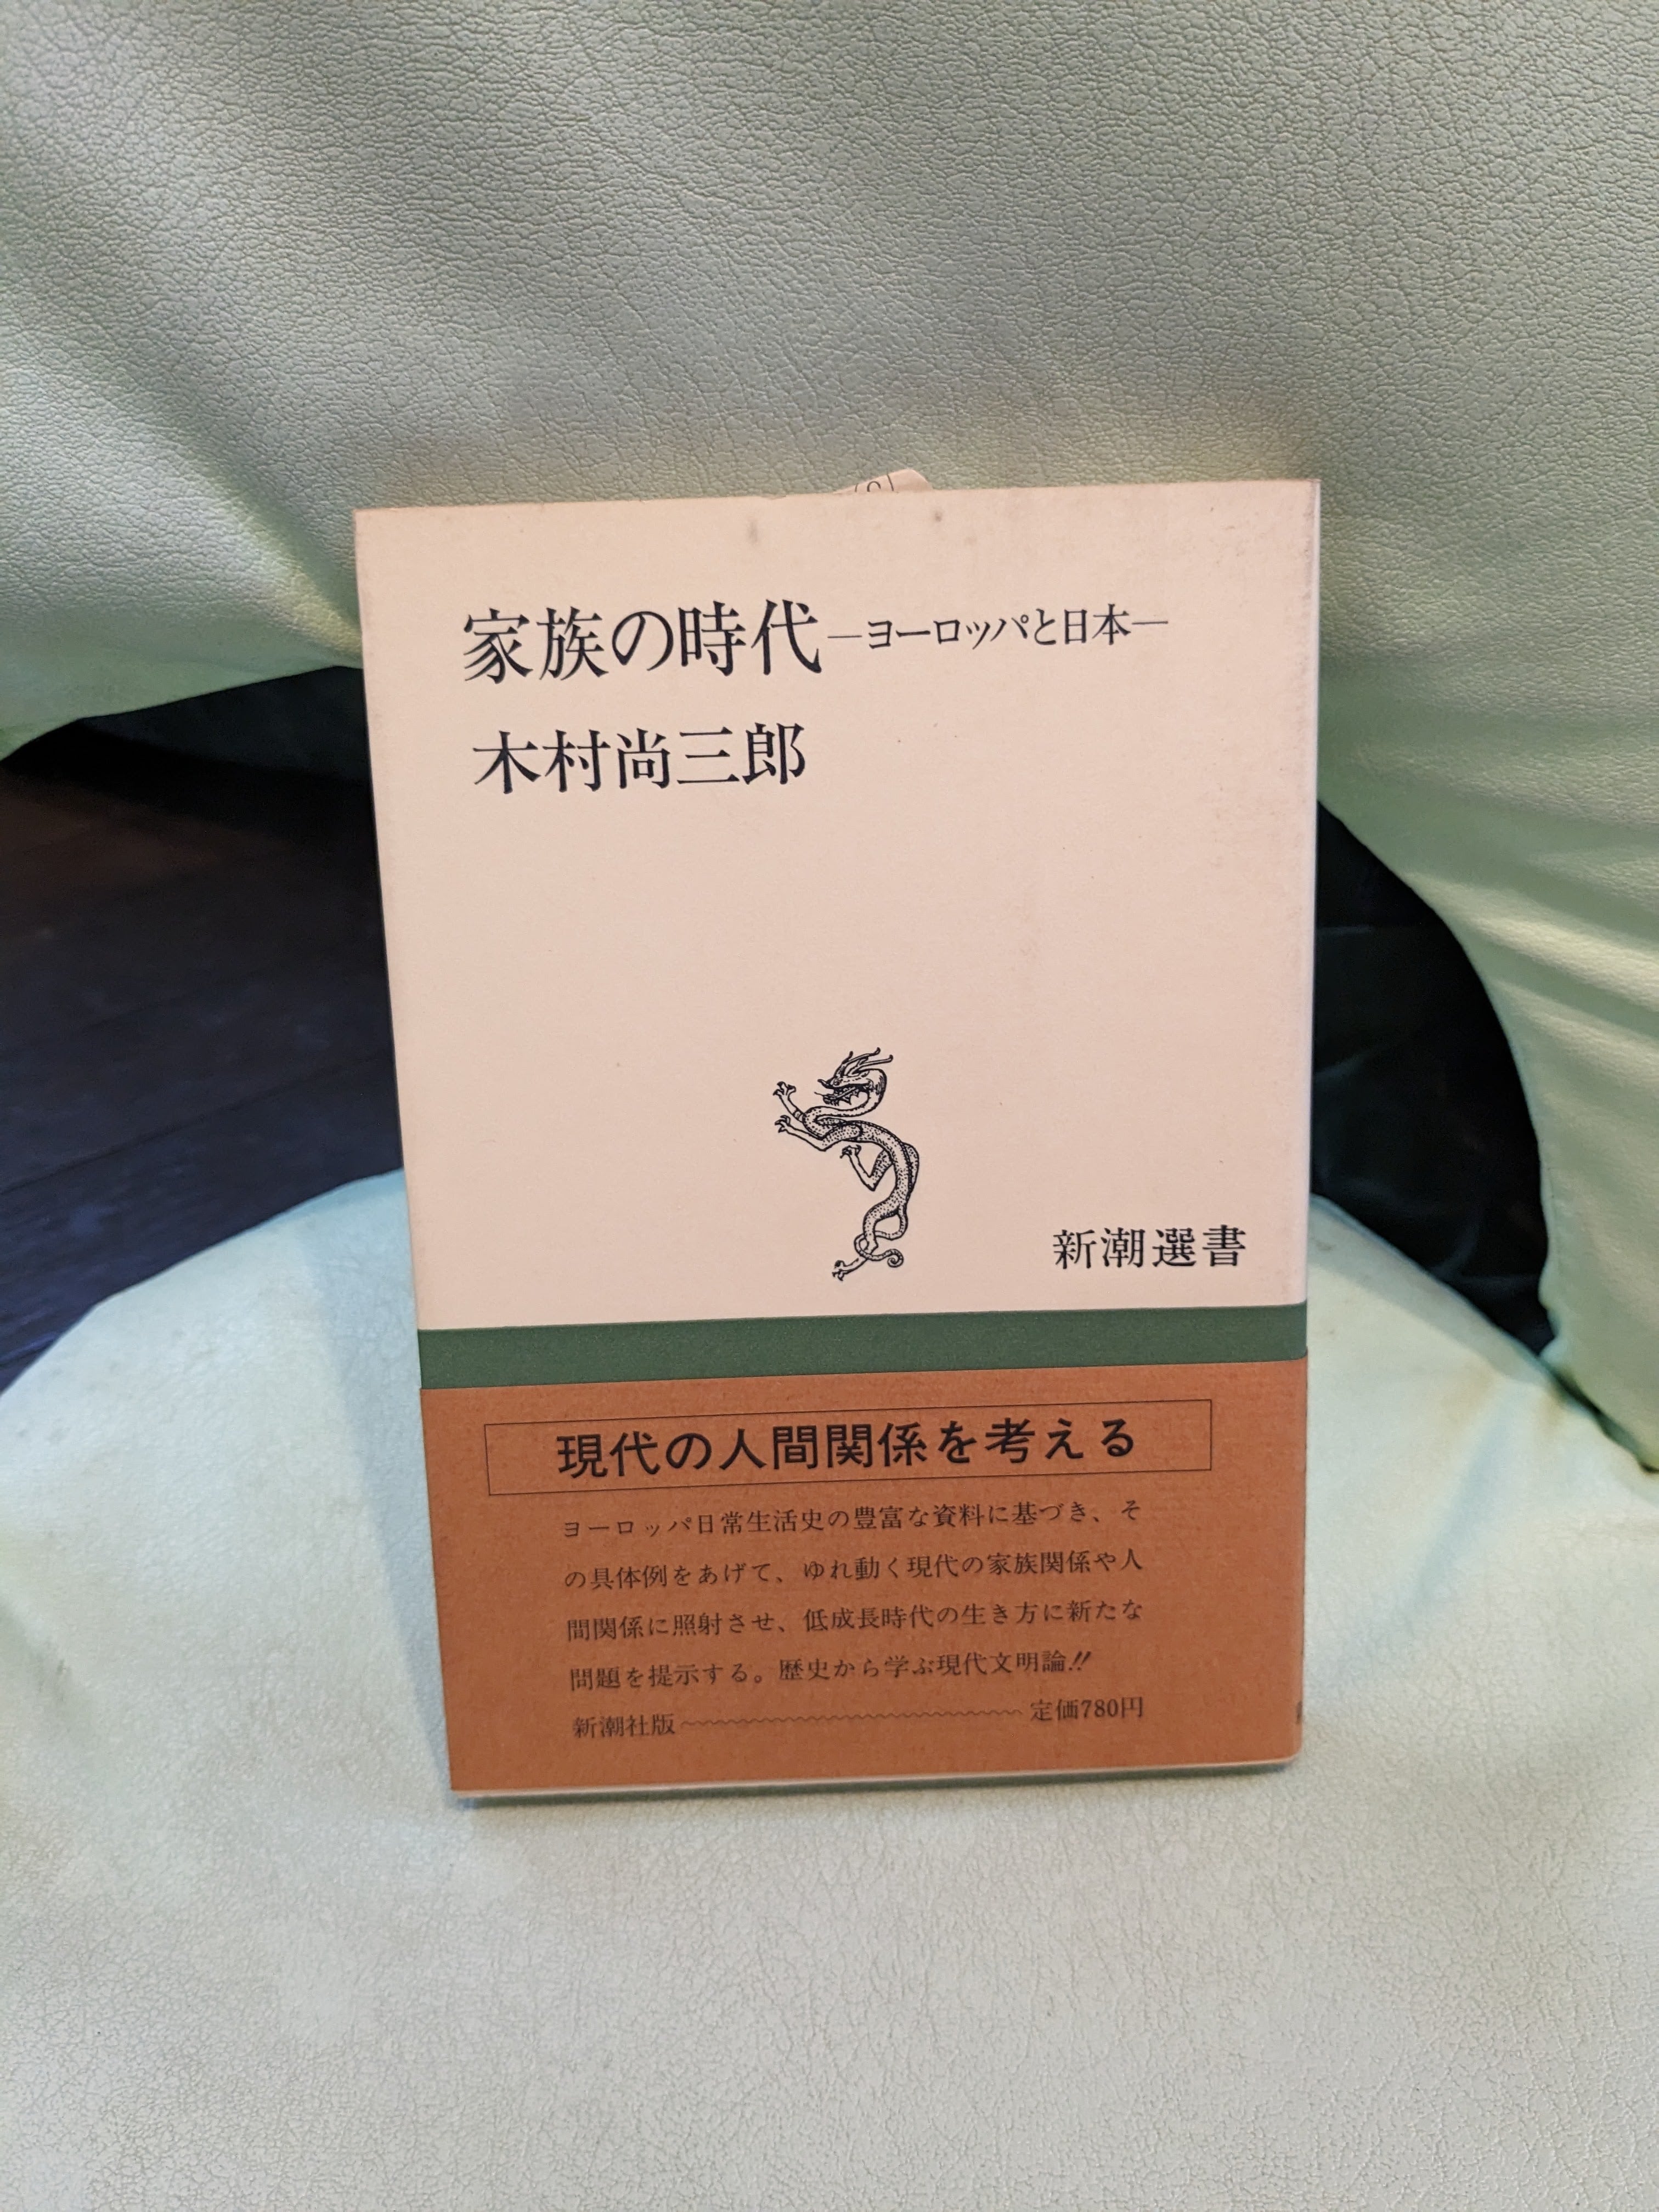 家族の時代―ヨーロッパと日本―
木村尚三郎
新潮選書
現代の人間関係を考える
ヨーロッパ日常生活史の豊富な資料に基づき、そ
の具体例をあげて、ゆれ動く現代の家族関係や人
間関係に照射させ、低成長時代の生き方に新たな
問題を提示する。歴史から学ぶ現代文明論!!
新潮社版〜〜〜〜〜〜〜〜〜〜定価780円